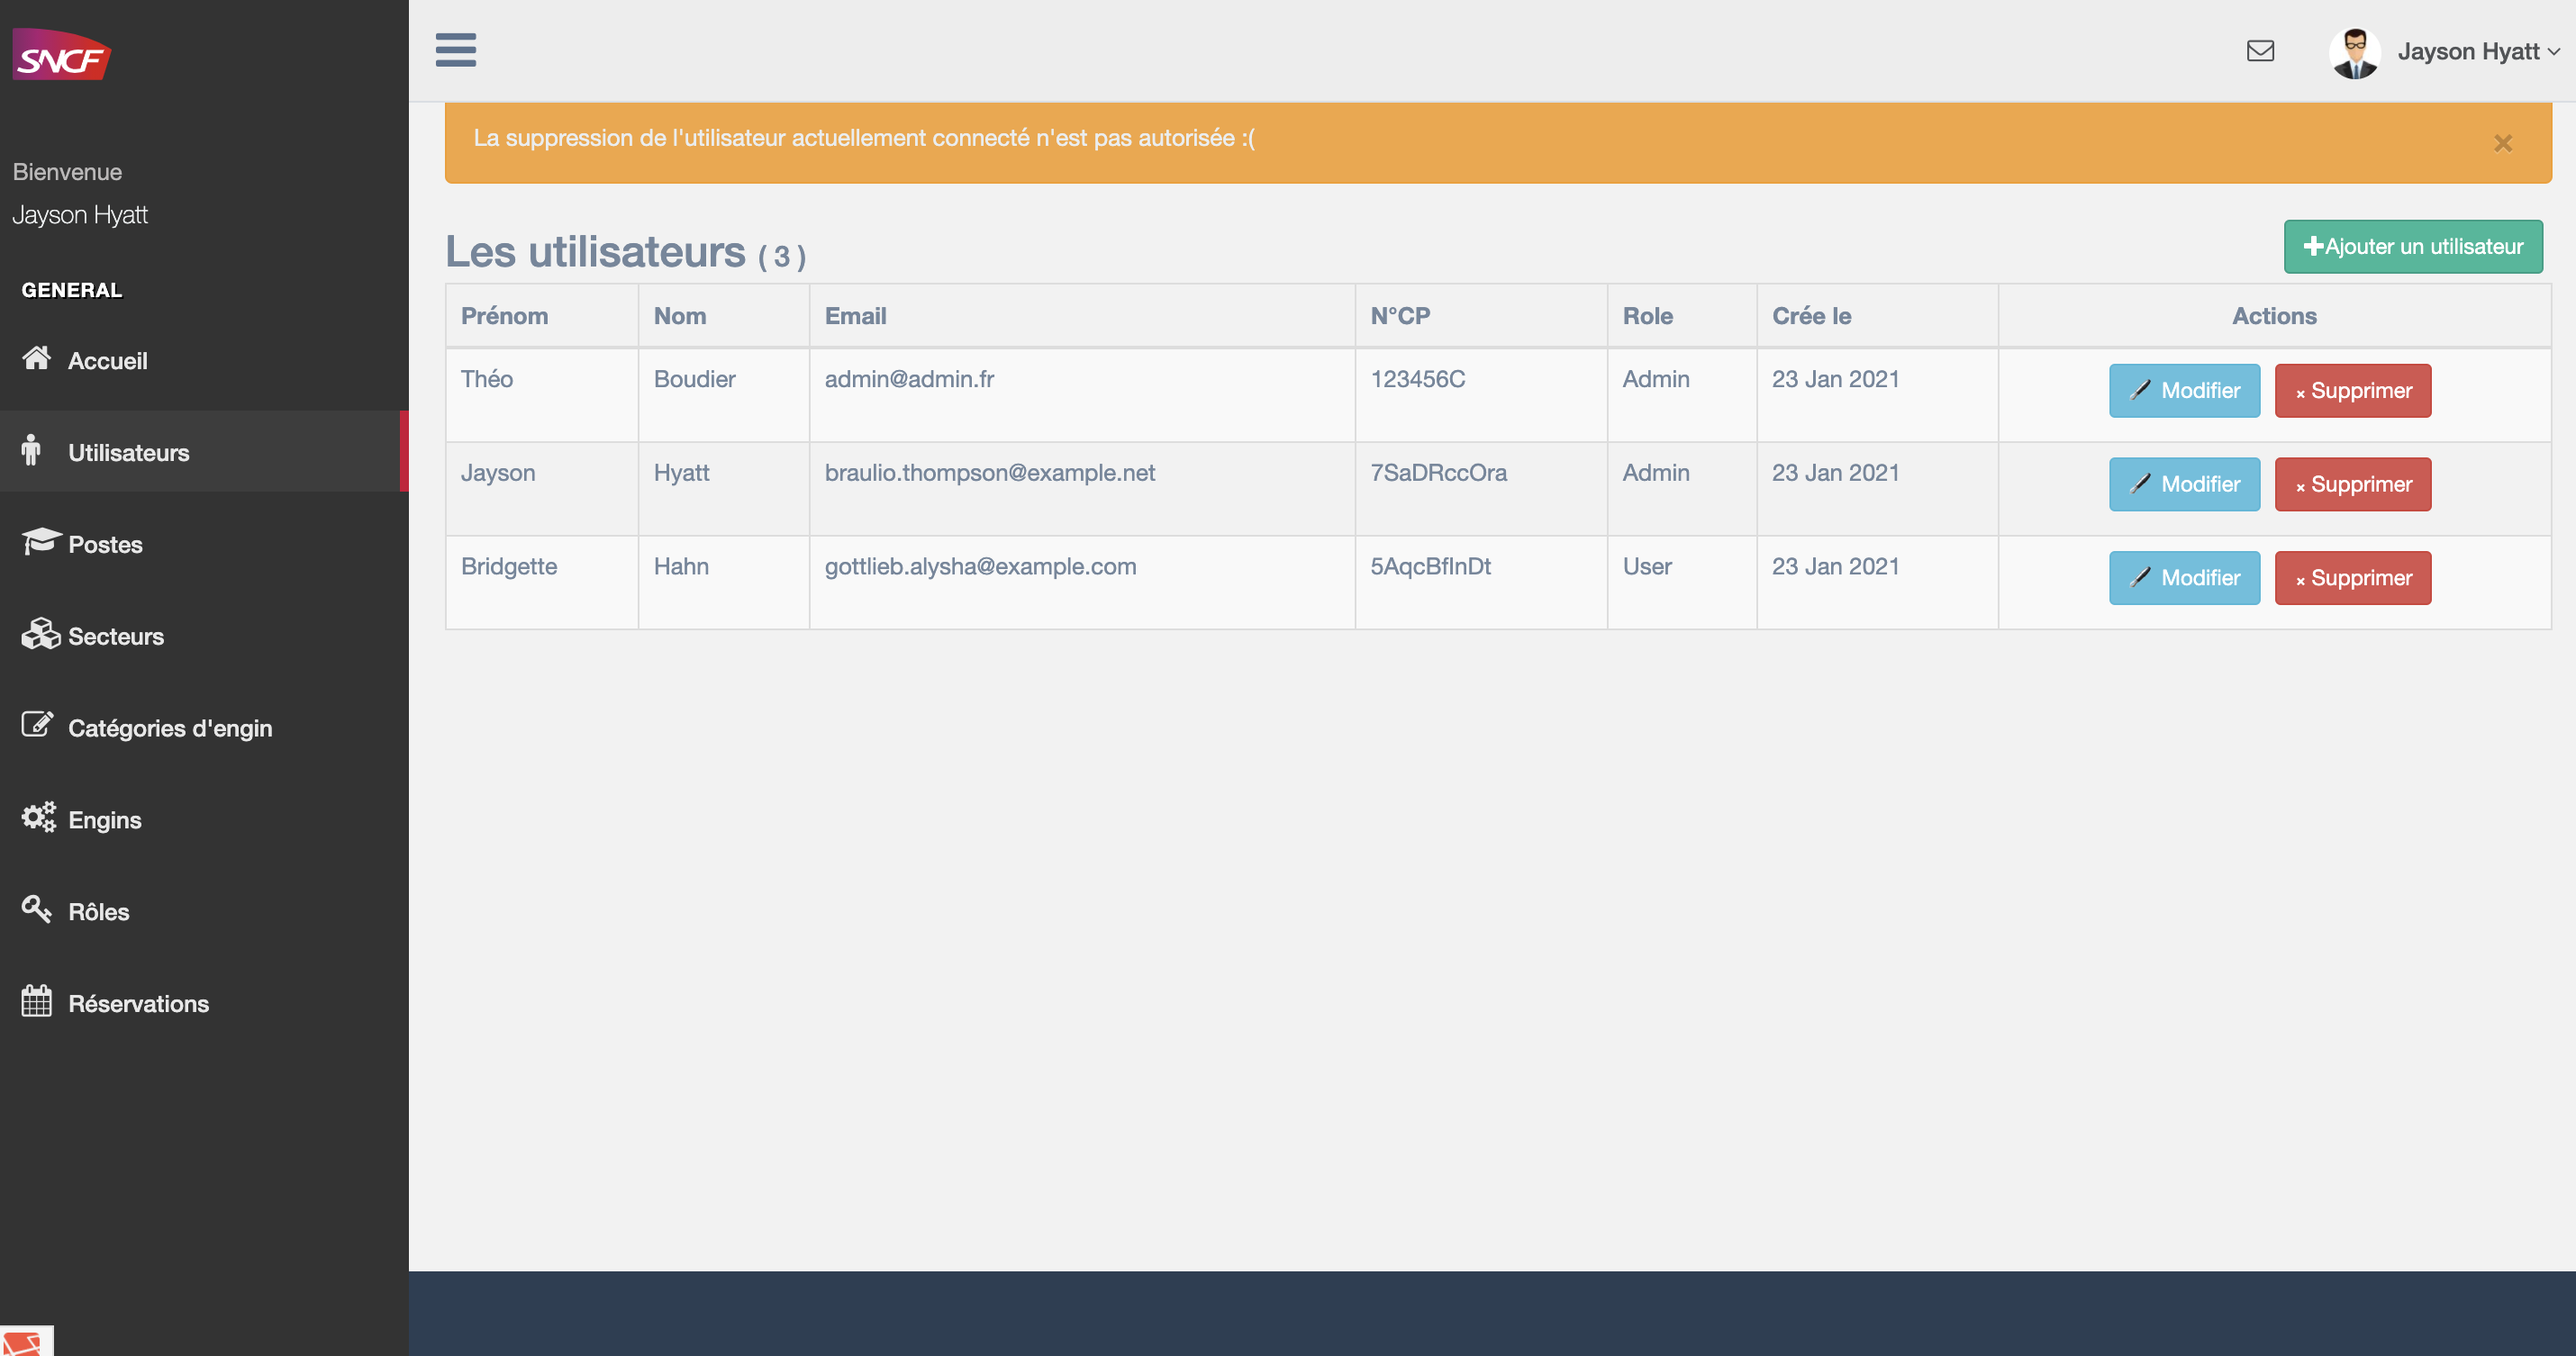 SNCF
Jayson Hyatt
La suppression de l'utilisateur actuellement connecté n'est pas autorisée :(
×
Bienvenue
Jayson Hyatt
GENERAL
Accueil
Utilisateurs
Postes
Secteurs
Catégories d'engin
Engins
Rôles
Réservations
Les utilisateurs ( 3 )
Ajouter un utilisateur
Prénom Nom Email N°CP Role Crée le Actions
Théo Boudier admin@admin.fr 123456C Admin 23 Jan 2021 Modifier × Supprimer
Jayson Hyatt braulio.thompson@example.net 7SaDRccOra Admin 23 Jan 2021 Modifier × Supprimer
Bridgette Hahn gottlieb.alysha@example.com 5AqcBfInDt User 23 Jan 2021 Modifier × Supprimer